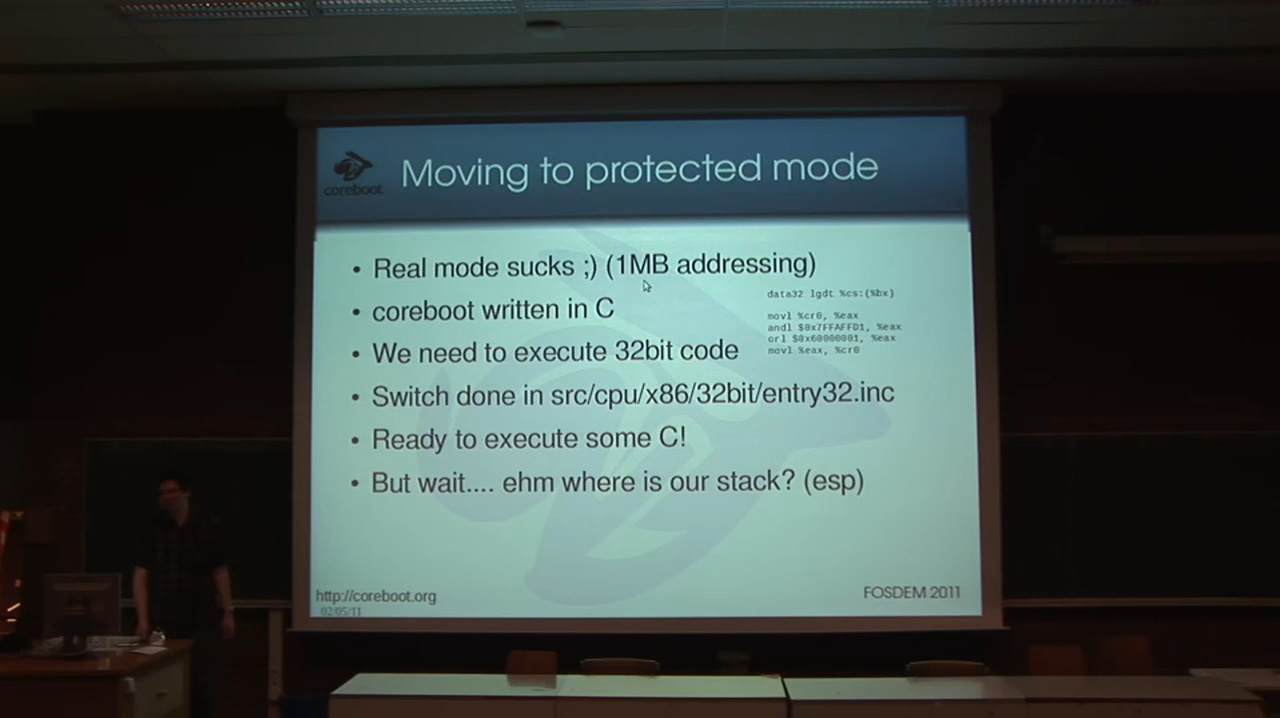 coreboot
Moving to protected mode
• Real mode sucks ;) (1MB addressing)
• coreboot written in C
• We need to execute 32bit code
data32 lgdt %cs:(%bx)
movl %cr0, %eax
andl $0x7FFAFFD1, %eax
orl $0x60000001, %eax
movl %eax, %cr0
• Switch done in src/cpu/x86/32bit/entry32.inc
• Ready to execute some C!
• But wait.... ehm where is our stack? (esp)
http://coreboot.org
FOSDEM 2011
02/05/11